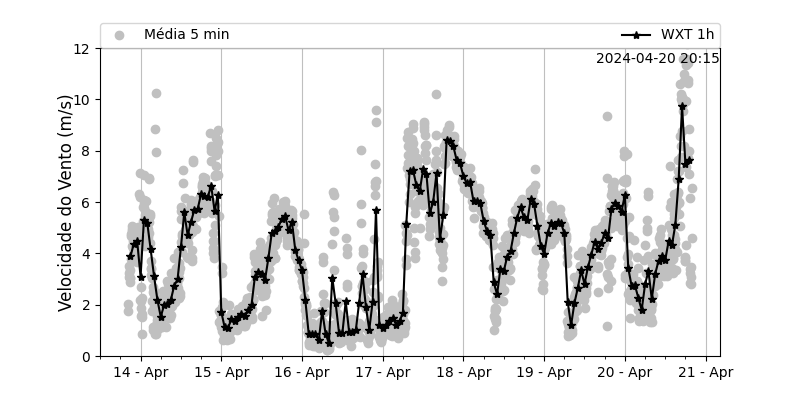 Média 5 min
WXT 1h
2024-04-20 20:15
Velocidade do Vento (m/s)
12
10
8
6
4
2
0
14 - Apr
15 - Apr
16 - Apr
17 - Apr
18 - Apr
19 - Apr
20 - Apr
21 - Apr